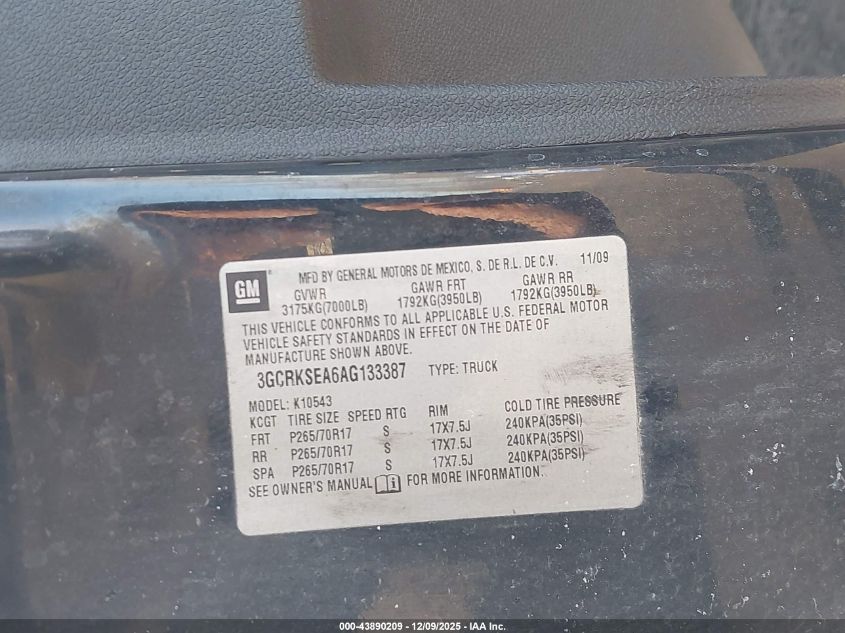 GM
MFD BY GENERAL MOTORS DE MEXICO, S. DE R.L. DE C.V. 11/09
GVWR GAWR FRT GAWR RR
3175KG(7000LB) 1792KG(3950LB) 1792KG(3950LB)
THIS VEHICLE CONFORMS TO ALL APPLICABLE U.S. FEDERAL MOTOR
VEHICLE SAFETY STANDARDS IN EFFECT ON THE DATE OF
MANUFACTURE SHOWN ABOVE.
3GCRKSEA6AG133387 TYPE: TRUCK
MODEL: K10543
KCGT TIRE SIZE SPEED RTG RIM COLD TIRE PRESSURE
FRT P265/70R17 S 17X7.5J 240KPA(35PSI)
RR P265/70R17 S 17X7.5J 240KPA(35PSI)
SPA P265/70R17 S 17X7.5J 240KPA(35PSI)
SEE OWNER'S MANUAL FOR MORE INFORMATION.
000-43890209 - 12/09/2025 - IAA Inc.